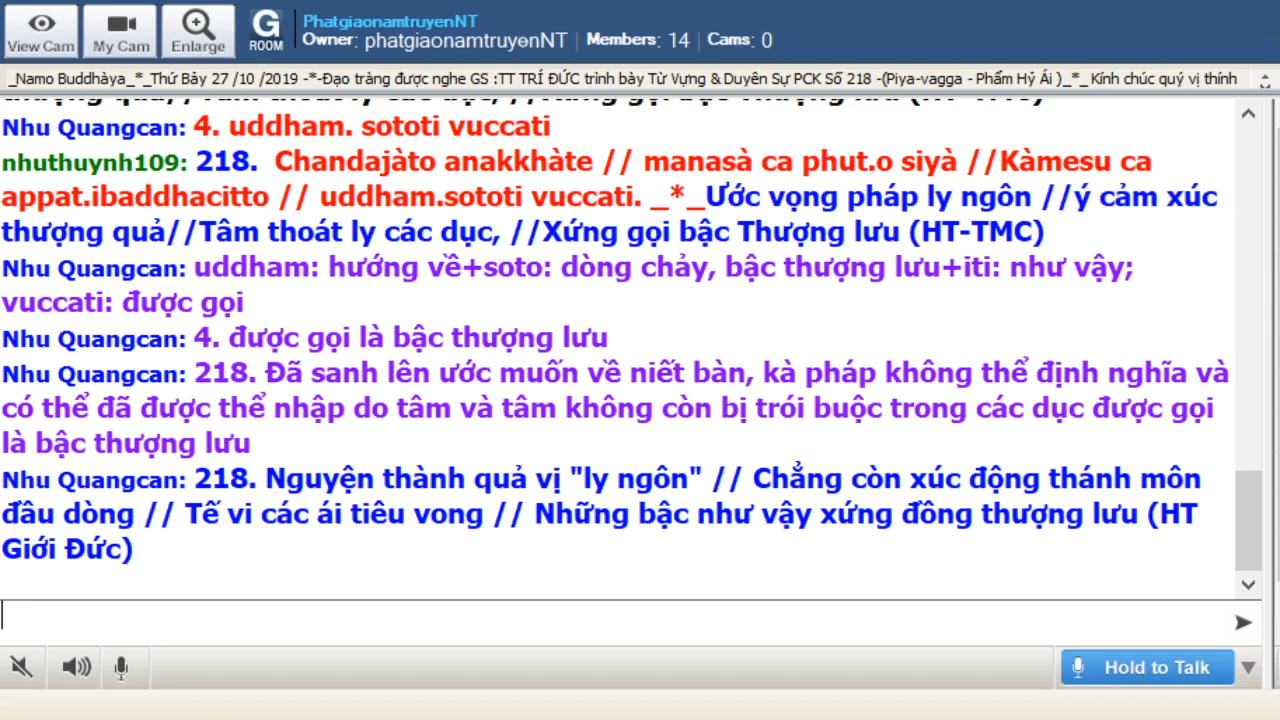 View Cam
My Cam
Enlarge
G
ROOM
PhatgiaonamtruyenNT
Owner: phatgiaonamtruyenNT | Members: 14 | Cams: 0
_Namo Buddhàya_*_Thứ Bảy 27 /10 /2019 -*-Đạo tràng được nghe GS :TT TRÍ ĐỨC trình bày Từ Vựng & Duyên Sự PCK Số 218 -(Piya-vagga - Phẩm Hỷ Ái )_*_Kính chúc quý vị thính
Nhu Quangcan: 4. uddham. sototi vuccati
nhuthuynh109: 218. Chandajàto anakkhàte // manasà ca phut.o siyà //Kàmesu ca
appat.ibaddhacitto // uddham.sototi vuccati. _*_Ước vọng pháp ly ngôn //ý cảm xúc
thượng quả//Tâm thoát ly các dục, //Xứng gọi bậc Thượng lưu (HT-TMC)
Nhu Quangcan: uddham: hướng về+soto: dòng chảy, bậc thượng lưu+iti: như vậy;
vuccati: được gọi
Nhu Quangcan: 4. được gọi là bậc thượng lưu
Nhu Quangcan: 218. Đã sanh lên ước muốn về niết bàn, kà pháp không thể định nghĩa và
có thể đã được thể nhập do tâm và tâm không còn bị trói buộc trong các dục được gọi
là bậc thượng lưu
Nhu Quangcan: 218. Nguyện thành quả vị "ly ngôn" // Chẳng còn xúc động thánh môn
đầu dòng // Tế vi các ái tiêu vong // Những bậc như vậy xứng đồng thượng lưu (HT
Giới Đức)
Hold to Talk